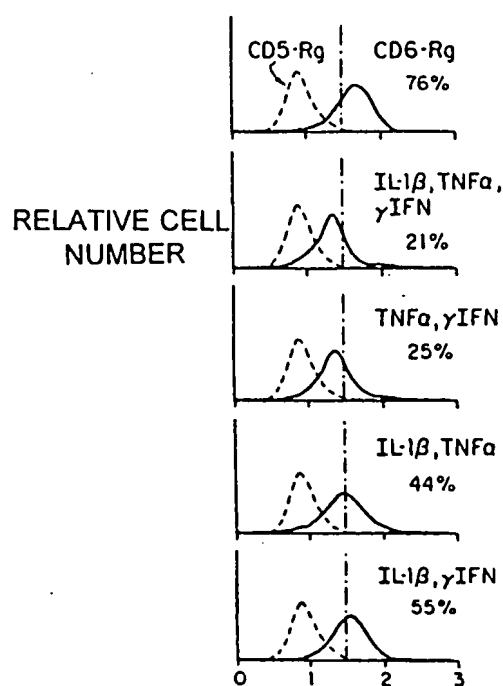 CD5·Rg
CD6-Rg
76%
RELATIVE CELL
NUMBER
IL-1β, TNFα,
γIFN
21%
TNFα, γIFN
25%
IL-1β, TNFα
44%
IL-1β, γIFN
55%
0 1 2 3